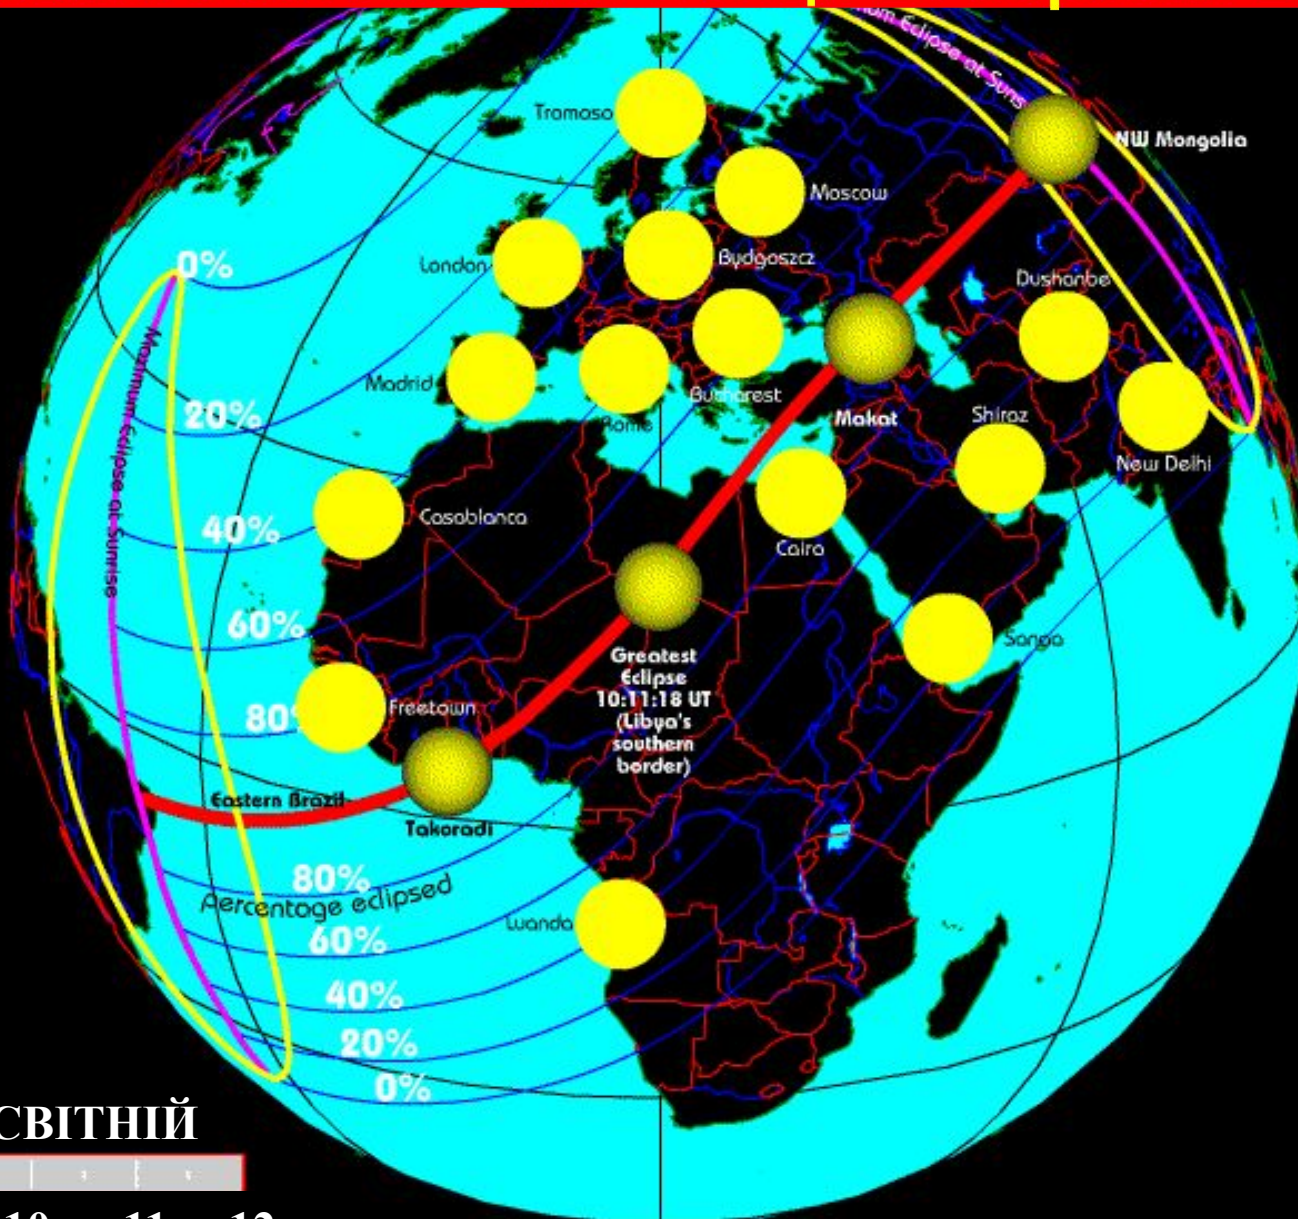 um Eclipse at Suns
Tromoso
NW Mongolia
Moscow
London
Bydgoszcz
0%
Dushanbe
Maximum Eclipse at Sunrise
Madrid
Bucharest
20%
Rome
Makat
Shiraz
New Delhi
40%
Casablanca
Cairo
60%
Sanaa
Greatest
Eclipse
10:11:18 UT
(Libya's
southern
border)
80%
Freetown
Eastern Brazil
Takoradi
80%
percentage eclipsed
Luanda
60%
40%
20%
0%
СВІТНІЙ
10 11 12